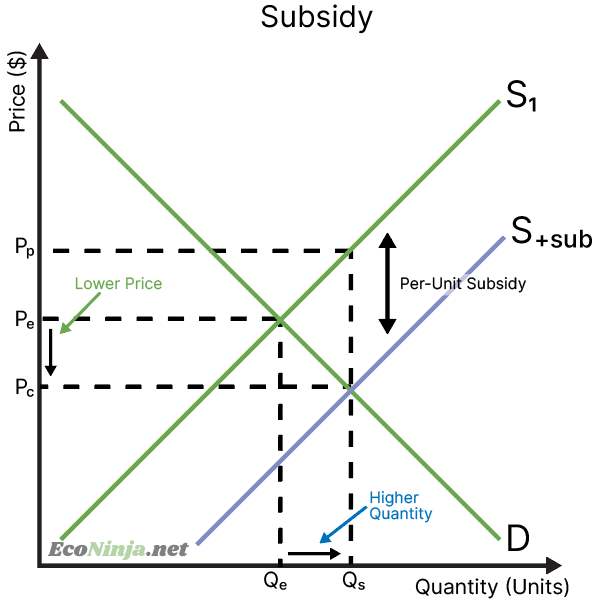 Subsidy
Price ($)
S1
S+sub
Pp
Per-Unit Subsidy
Lower Price
Pe
Pc
Higher
Quantity
D
EcoNinja.net
Qe
Qs
Quantity (Units)